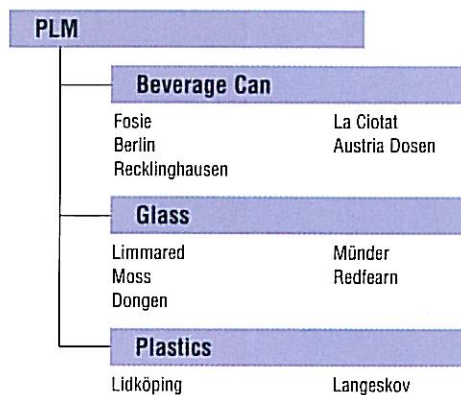 PLM
Beverage Can
Fosie La Ciotat
Berlin Austria Dosen
Recklinghausen
Glass
Limmared Münder
Moss Redfearn
Dongen
Plastics
Lidköping Langeskov